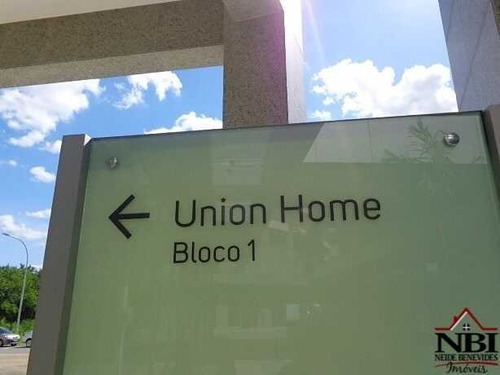 Union Home
Bloco 1
NBI
NEIDE BENEVIDES
Imóveis